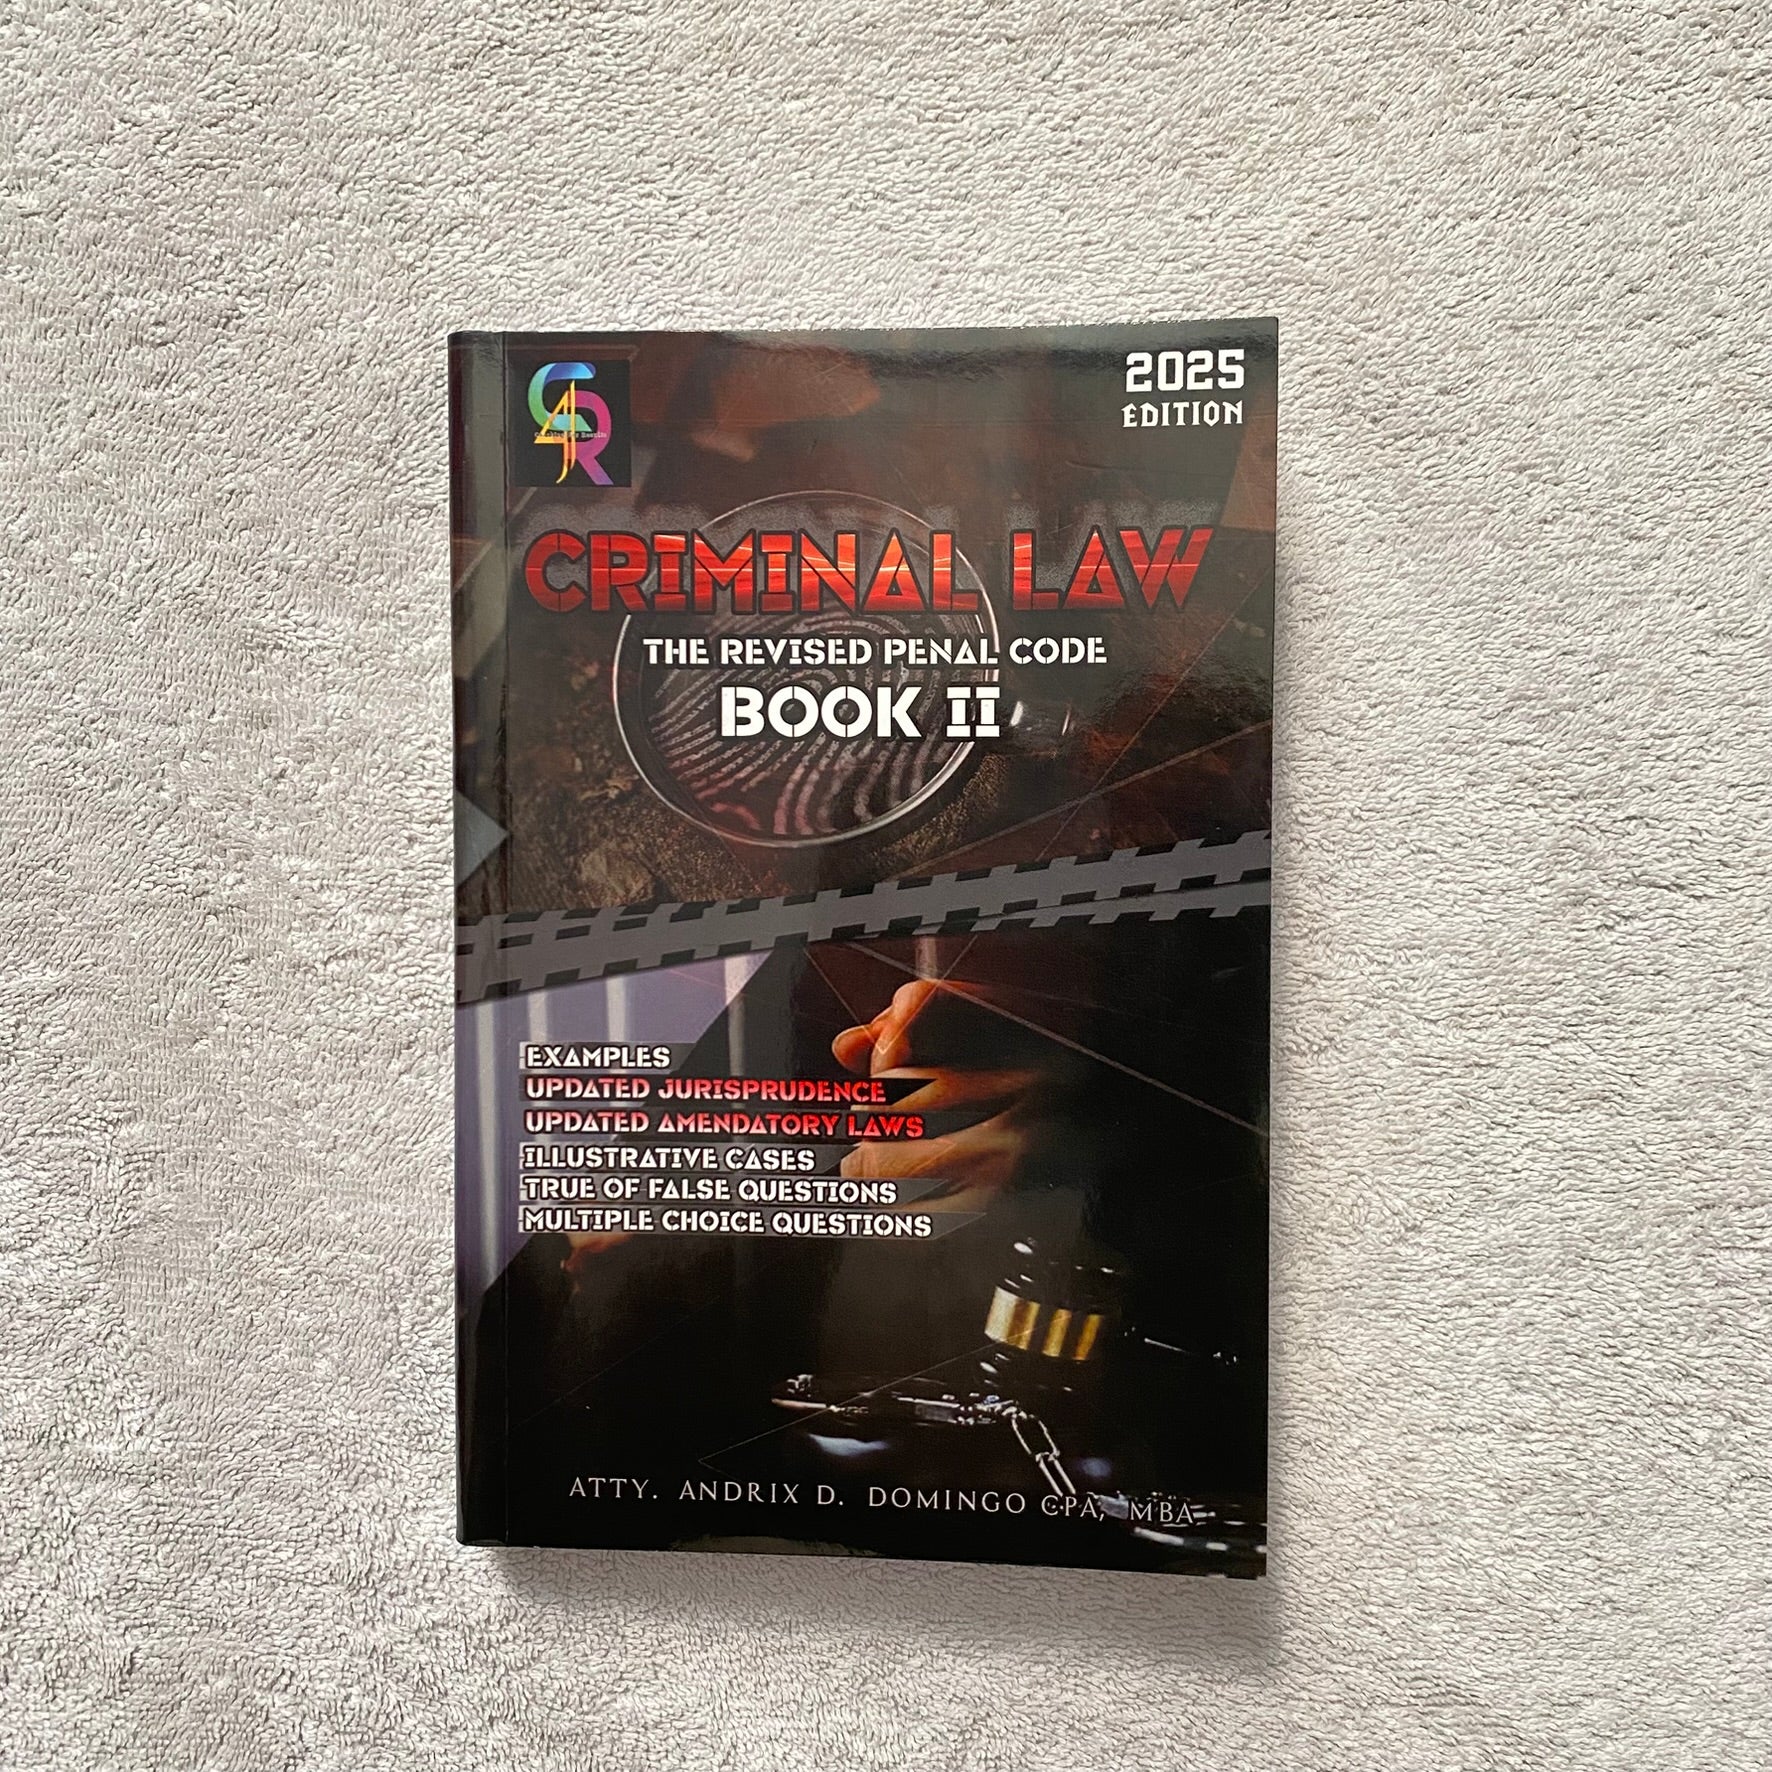 2025
EDITION
CRIMINAL LAW
THE REVISED PENAL CODE
BOOK II
EXAMPLES
UPDATED JURISPRUDENCE
UPDATED AMENDATORY LAWS
ILLUSTRATIVE CASES
TRUE OF FALSE QUESTIONS
MULTIPLE CHOICE QUESTIONS
ATTY. ANDRIX D. DOMINGO CPA, MBA